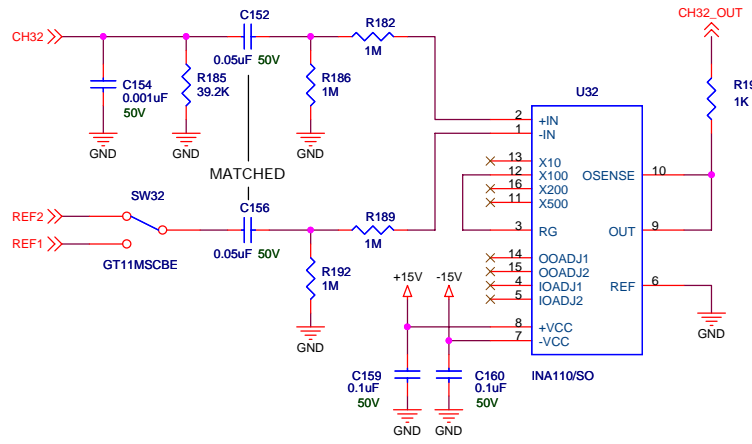 CH32_OUT
C152
R182
CH32
0.05uF 50V
1M
C154
0.001uF
50V
R185
39.2K
R186
1M
1K
U32
GND
GND
GND
2 +IN
1 -IN
MATCHED
13 X10
12 X100
16 X200
11 X500
OSENSE 10
SW32
C156
R189
REF2
REF1
0.05uF 50V
1M
3 RG
OUT 9
GT11MSCBE
R192
1M
14 OOADJ1
15 OOADJ2
4 IOADJ1
5 IOADJ2
REF 6
+15V
-15V
GND
8 +VCC
7 -VCC
GND
C159
0.1uF
50V
C160
0.1uF
50V
INA110/SO
GND
GND